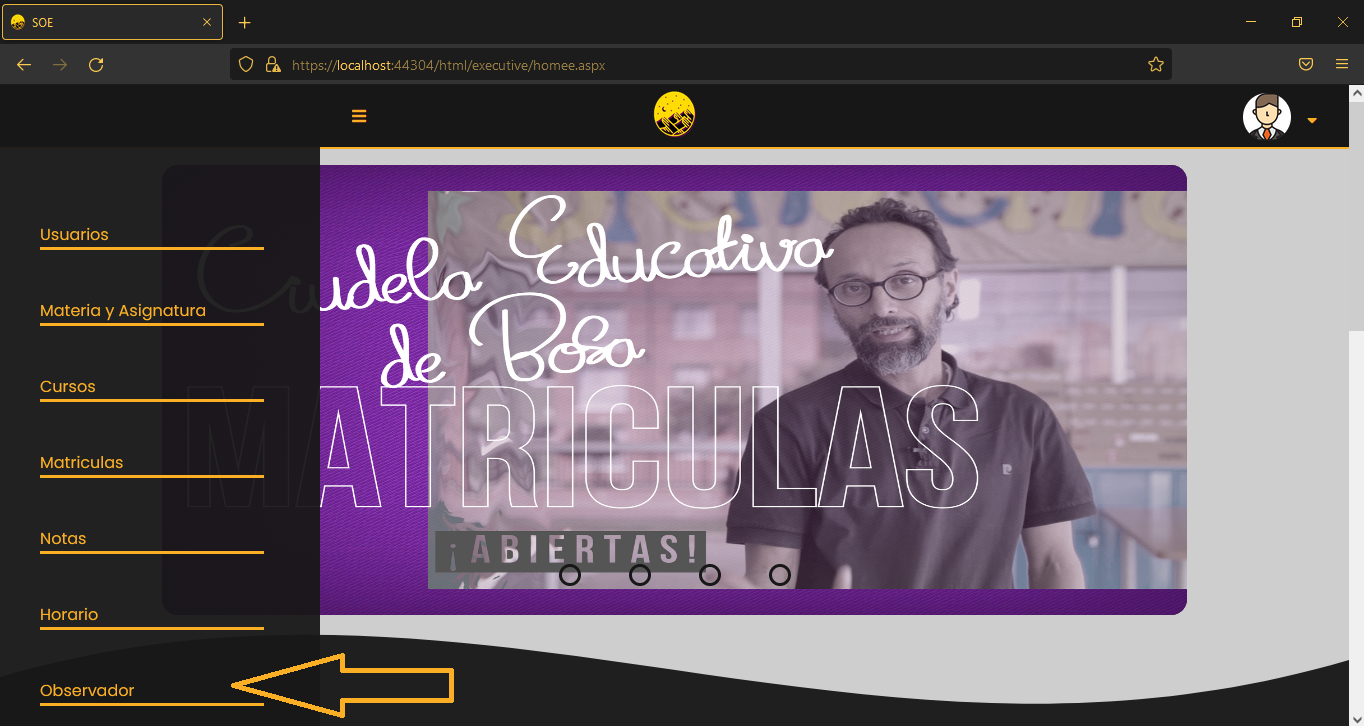 SOE
https://localhost:44304/html/executive/homee.aspx
Usuarios
Materia y Asignatura
Cursos
Matriculas
Notas
Horario
Observador
Ciudela Educativa
de Bosa
MATRICULAS
¡ABIERTAS!